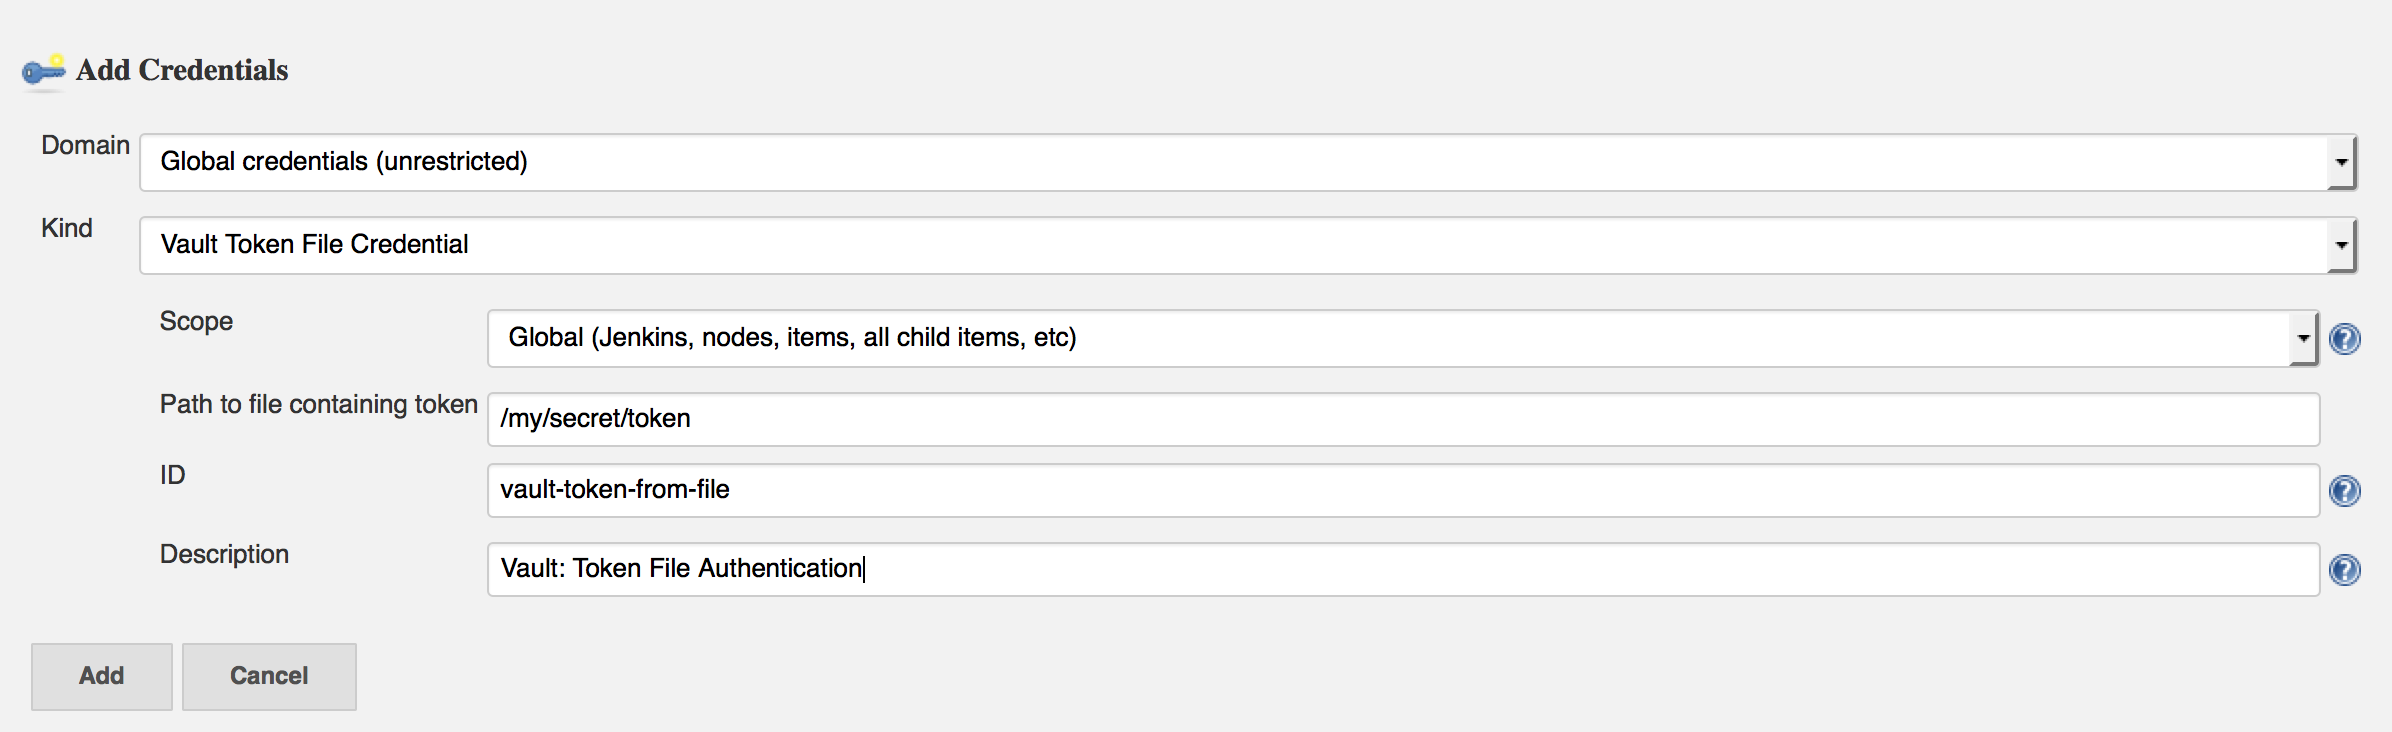 Add Credentials
Domain
Global credentials (unrestricted)
Kind
Vault Token File Credential
Scope
Global (Jenkins, nodes, items, all child items, etc)
Path to file containing token
/my/secret/token
ID
vault-token-from-file
Description
Vault: Token File Authentication
Add
Cancel